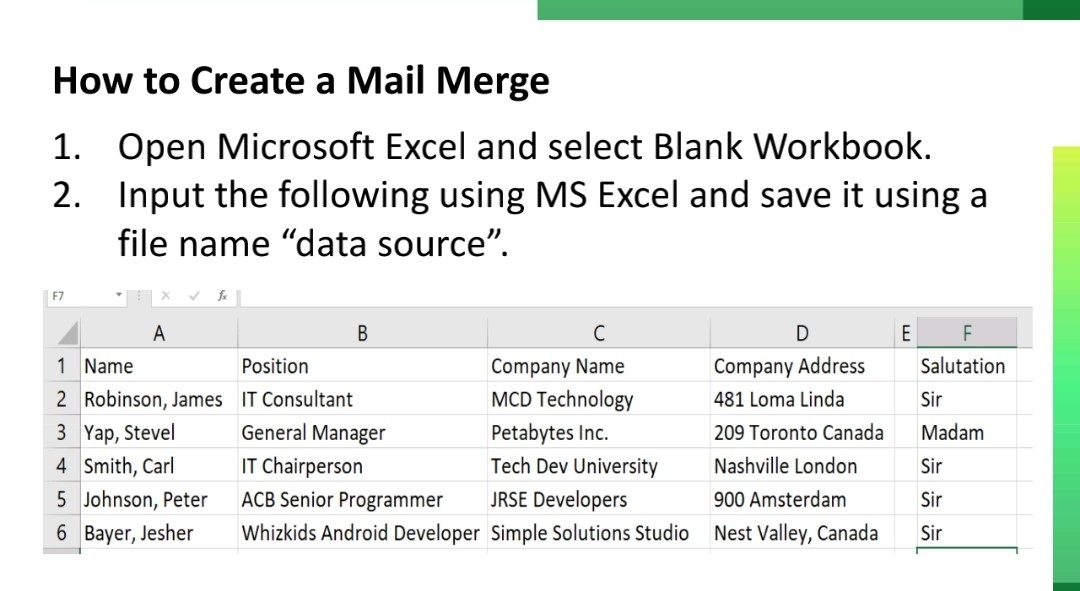 How to Create a Mail Merge
1. Open Microsoft Excel and select Blank Workbook.
2. Input the following using MS Excel and save it using a
file name “data source”.
F7 fx
A B C D E F
1 Name Position Company Name Company Address Salutation
2 Robinson, James IT Consultant MCD Technology 481 Loma Linda Sir
3 Yap, Stevel General Manager Petabytes Inc. 209 Toronto Canada Madam
4 Smith, Carl IT Chairperson Tech Dev University Nashville London Sir
5 Johnson, Peter ACB Senior Programmer JRSE Developers 900 Amsterdam Sir
6 Bayer, Jesher Whizkids Android Developer Simple Solutions Studio Nest Valley, Canada Sir